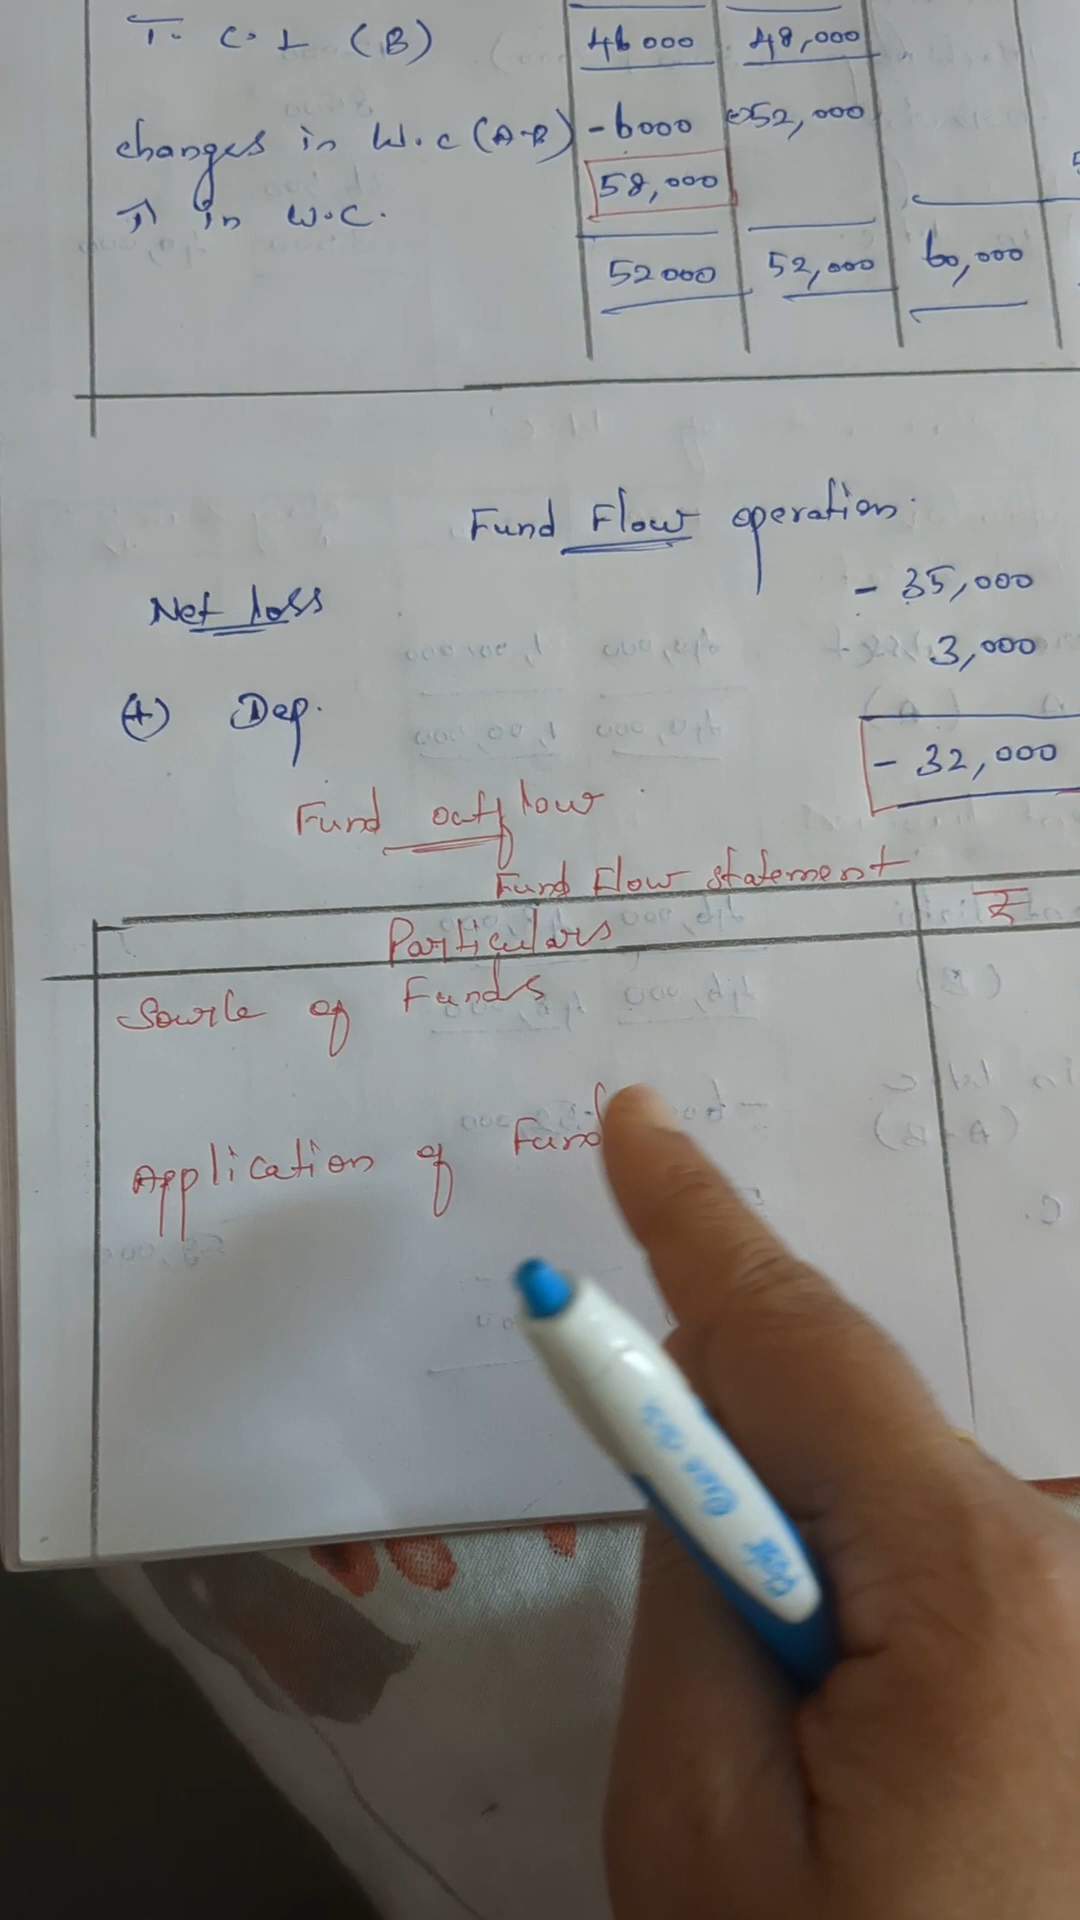 T. C. L (B) 46000 48,000
changes in W.C (A-B) -6000 52,000
58,000
↑ in W.C.
52000 52,000 60,000
Fund Flow operation.
Net loss - 35,000
3,000
(+) Dep.
- 32,000
Fund outflow
Fund Flow statement
Particulars ₹
Sourle of Funds
Application of Fund